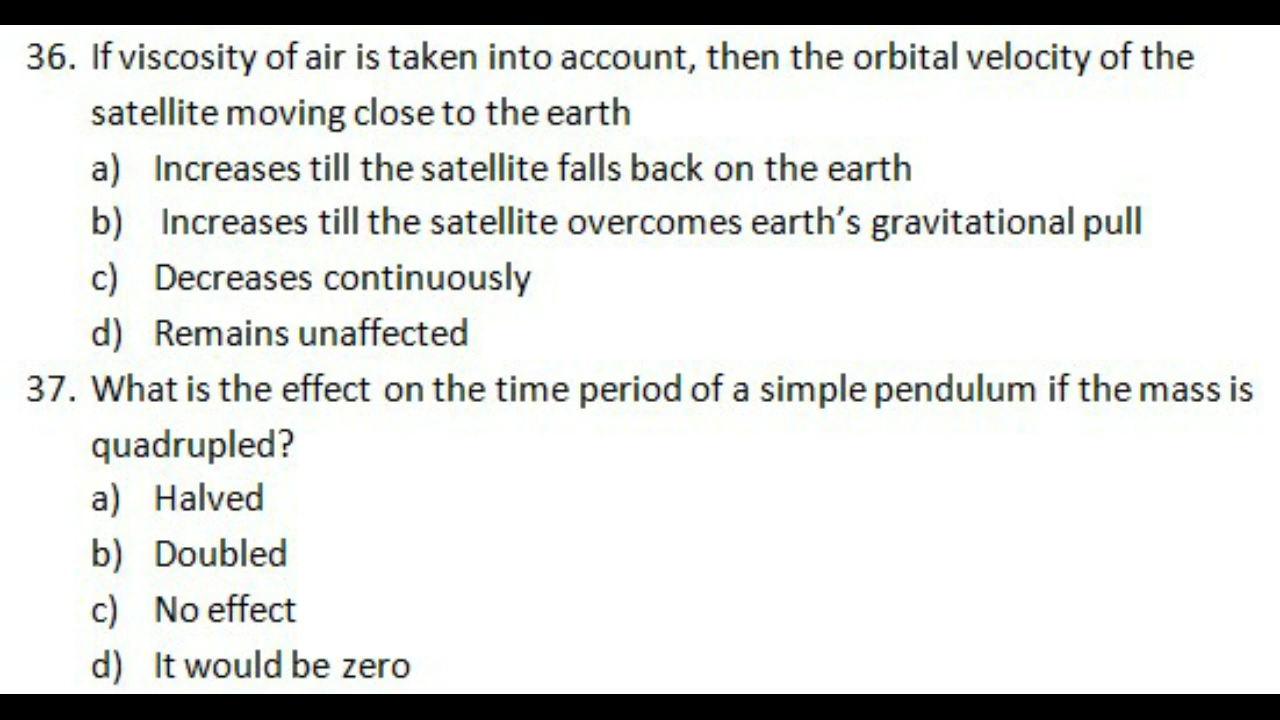 36. If viscosity of air is taken into account, then the orbital velocity of the
satellite moving close to the earth
a) Increases till the satellite falls back on the earth
b) Increases till the satellite overcomes earth’s gravitational pull
c) Decreases continuously
d) Remains unaffected
37. What is the effect on the time period of a simple pendulum if the mass is
quadrupled?
a) Halved
b) Doubled
c) No effect
d) It would be zero